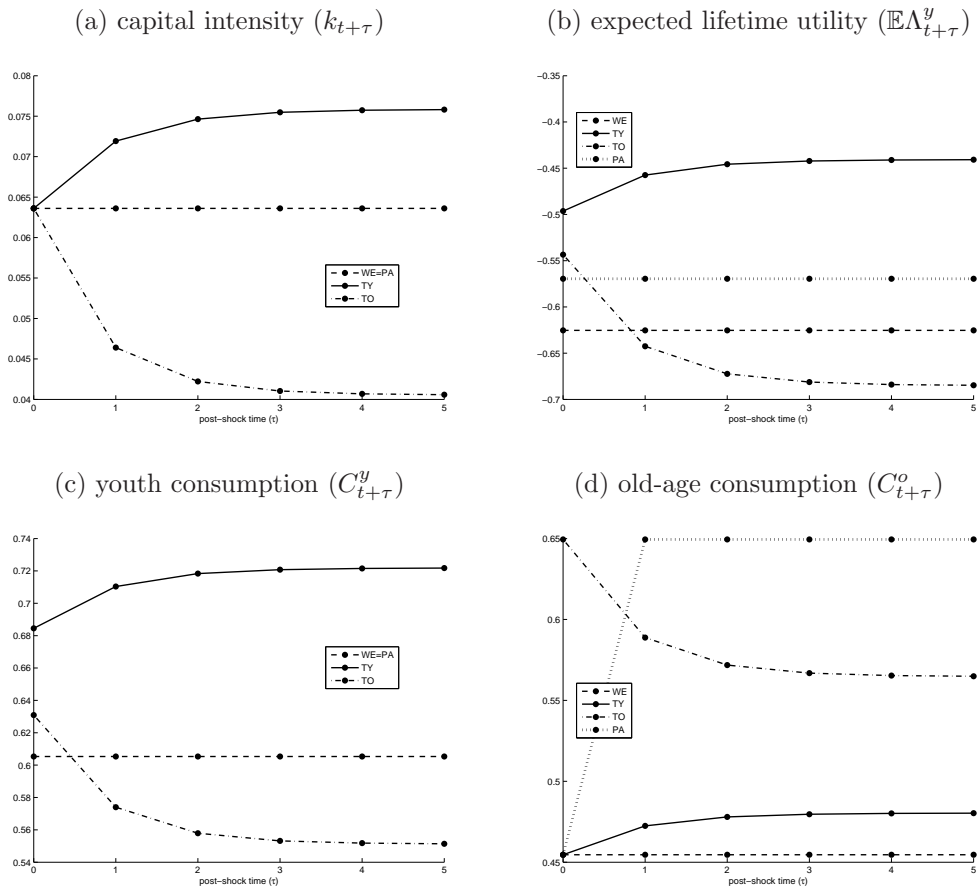 (a) capital intensity (k_{t+τ})
0.08
0.075
0.07
0.065
0.06
0.055
0.05
0.045
0.04
WE=PA
TY
TO
0 1 2 3 4 5
post−shock time (τ)
(b) expected lifetime utility (𝔼Λ^y_{t+τ})
−0.35
−0.4
−0.45
−0.5
−0.55
−0.6
−0.65
−0.7
WE
TY
TO
PA
0 1 2 3 4 5
post−shock time (τ)
(c) youth consumption (C^y_{t+τ})
0.74
0.72
0.7
0.68
0.66
0.64
0.62
0.6
0.58
0.56
0.54
WE=PA
TY
TO
0 1 2 3 4 5
post−shock time (τ)
(d) old-age consumption (C^o_{t+τ})
0.65
0.6
0.55
0.5
0.45
WE
TY
TO
PA
0 1 2 3 4 5
post−shock time (τ)